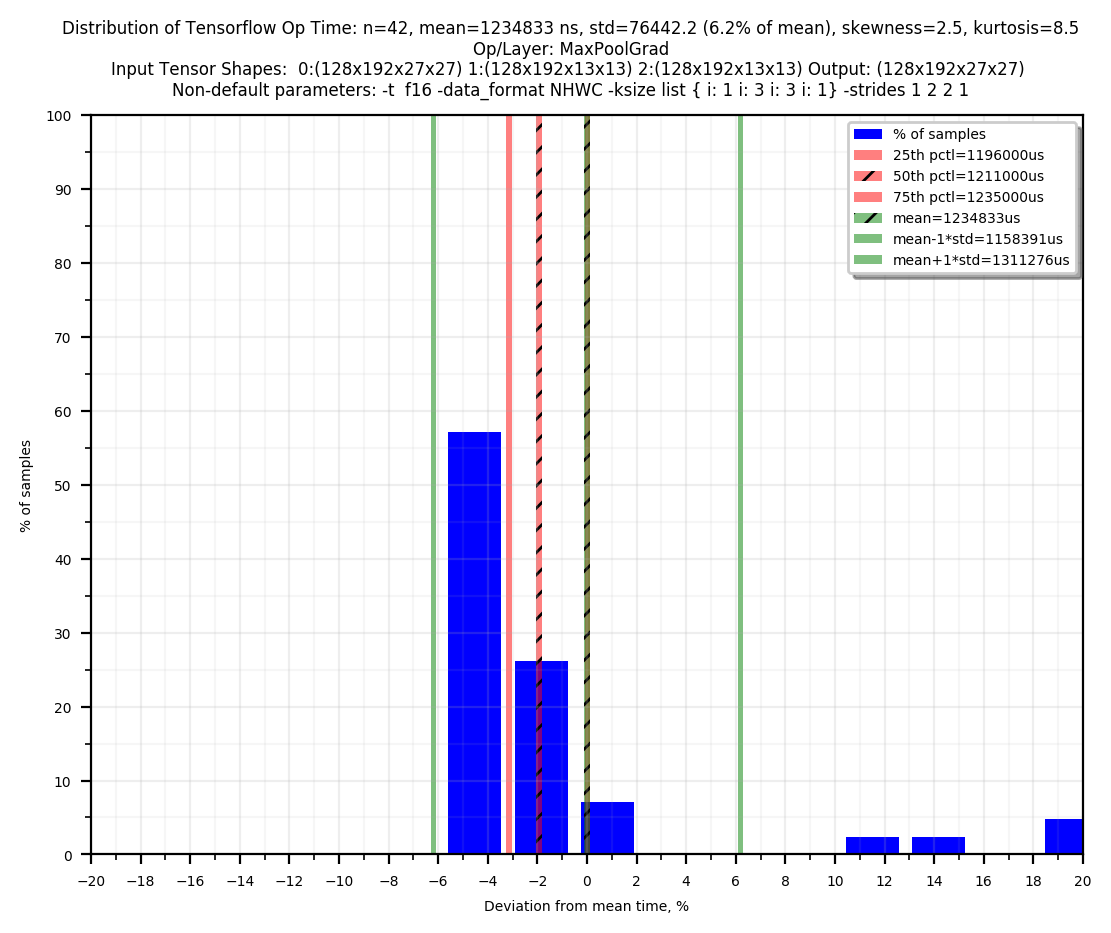 Distribution of Tensorflow Op Time: n=42, mean=1234833 ns, std=76442.2 (6.2% of mean), skewness=2.5, kurtosis=8.5
Op/Layer: MaxPoolGrad
Input Tensor Shapes:  0:(128x192x27x27) 1:(128x192x13x13) 2:(128x192x13x13) Output: (128x192x27x27)
Non-default parameters: -t  f16 -data_format NHWC -ksize list { i: 1 i: 3 i: 3 i: 1} -strides 1 2 2 1
100
90
80
70
60
50
40
30
20
10
0
% of samples
% of samples
25th pctl=1196000us
50th pctl=1211000us
75th pctl=1235000us
mean=1234833us
mean-1*std=1158391us
mean+1*std=1311276us
−20 −18 −16 −14 −12 −10 −8 −6 −4 −2 0 2 4 6 8 10 12 14 16 18 20
Deviation from mean time, %